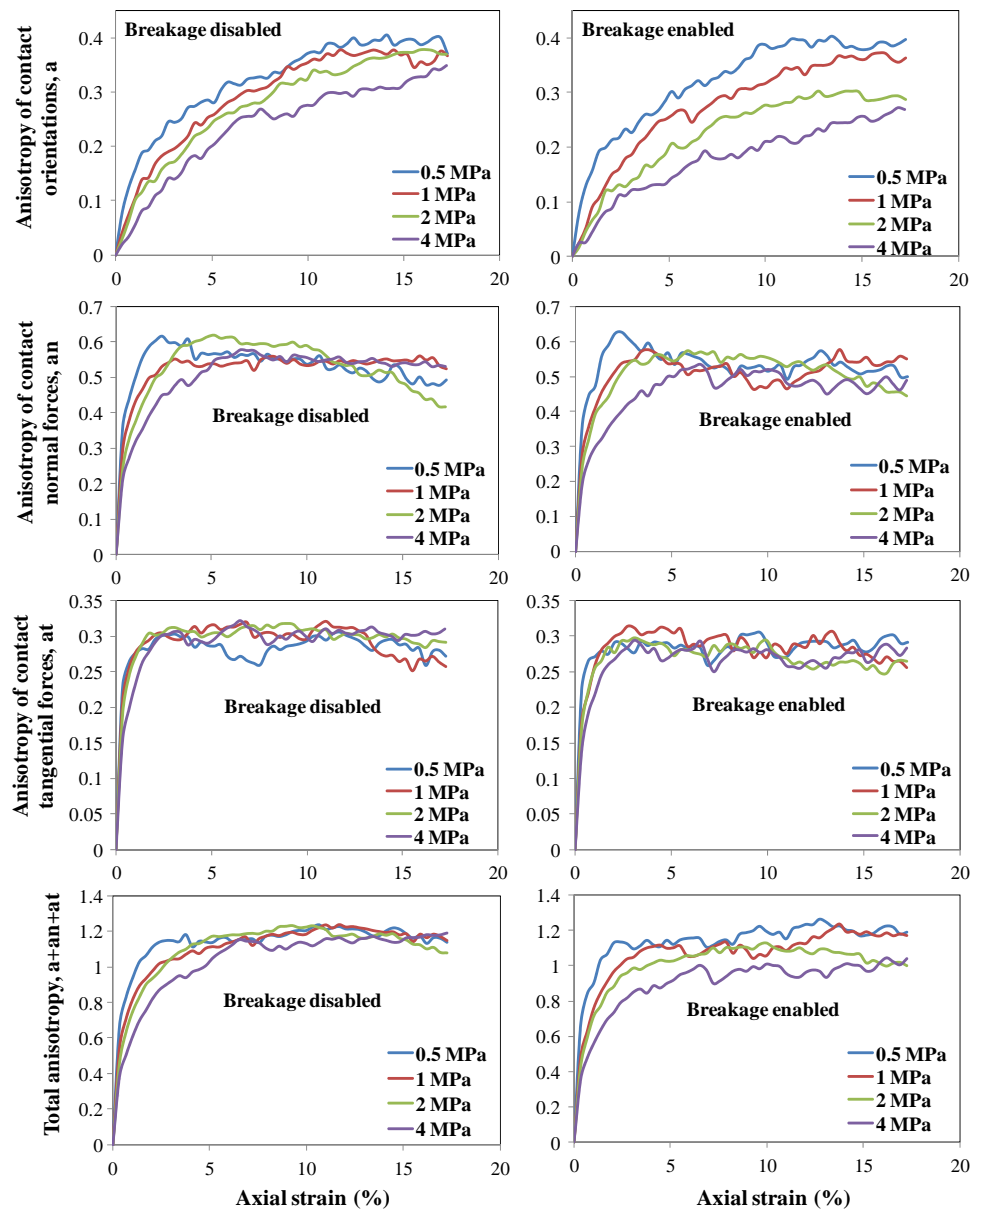 Anisotropy of contact
orientations, a
Breakage disabled
0.4
0.3
0.2
0.1
0
0.5 MPa
1 MPa
2 MPa
4 MPa
0 5 10 15 20
Breakage enabled
0.4
0.3
0.2
0.1
0
0.5 MPa
1 MPa
2 MPa
4 MPa
0 5 10 15 20
Anisotropy of contact
normal forces, an
0.7
0.6
0.5
0.4
0.3
0.2
0.1
0
Breakage disabled
0.5 MPa
1 MPa
2 MPa
4 MPa
0 5 10 15 20
0.7
0.6
0.5
0.4
0.3
0.2
0.1
0
Breakage enabled
0.5 MPa
1 MPa
2 MPa
4 MPa
0 5 10 15 20
Anisotropy of contact
tangential forces, at
0.35
0.3
0.25
0.2
0.15
0.1
0.05
0
Breakage disabled
0.5 MPa
1 MPa
2 MPa
4 MPa
0 5 10 15 20
0.35
0.3
0.25
0.2
0.15
0.1
0.05
0
Breakage enabled
0.5 MPa
1 MPa
2 MPa
4 MPa
0 5 10 15 20
Total anisotropy, a+an+at
1.4
1.2
1
0.8
0.6
0.4
0.2
0
Breakage disabled
0.5 MPa
1 MPa
2 MPa
4 MPa
0 5 10 15 20
Axial strain (%)
1.4
1.2
1
0.8
0.6
0.4
0.2
0
Breakage enabled
0.5 MPa
1 MPa
2 MPa
4 MPa
0 5 10 15 20
Axial strain (%)